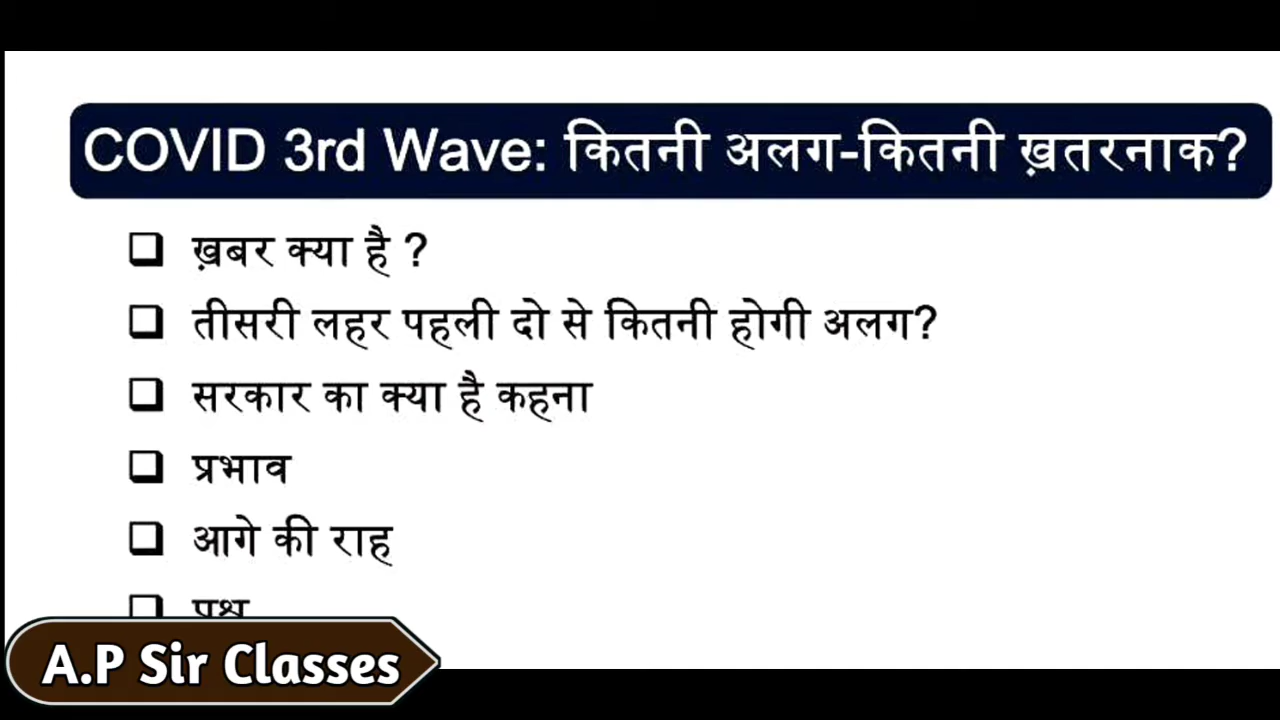 COVID 3rd Wave: कितनी अलग-कितनी ख़तरनाक?
ख़बर क्या है ?
तीसरी लहर पहली दो से कितनी होगी अलग?
सरकार का क्या है कहना
प्रभाव
आगे की राह
A.P Sir Classes